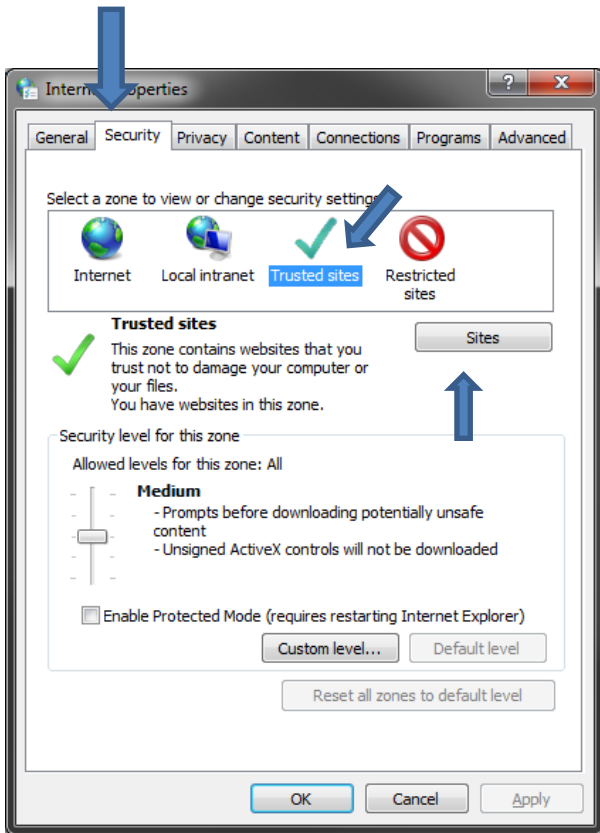 Intern perties
? X
General Security Privacy Content Connections Programs Advanced
Select a zone to view or change security settings
Internet Local intranet Trusted sites Restricted
sites
Trusted sites
Sites
This zone contains websites that you
trust not to damage your computer or
your files.
You have websites in this zone.
Security level for this zone
Allowed levels for this zone: All
Medium
- Prompts before downloading potentially unsafe
content
- Unsigned ActiveX controls will not be downloaded
Enable Protected Mode (requires restarting Internet Explorer)
Custom level... Default level
Reset all zones to default level
OK Cancel Apply